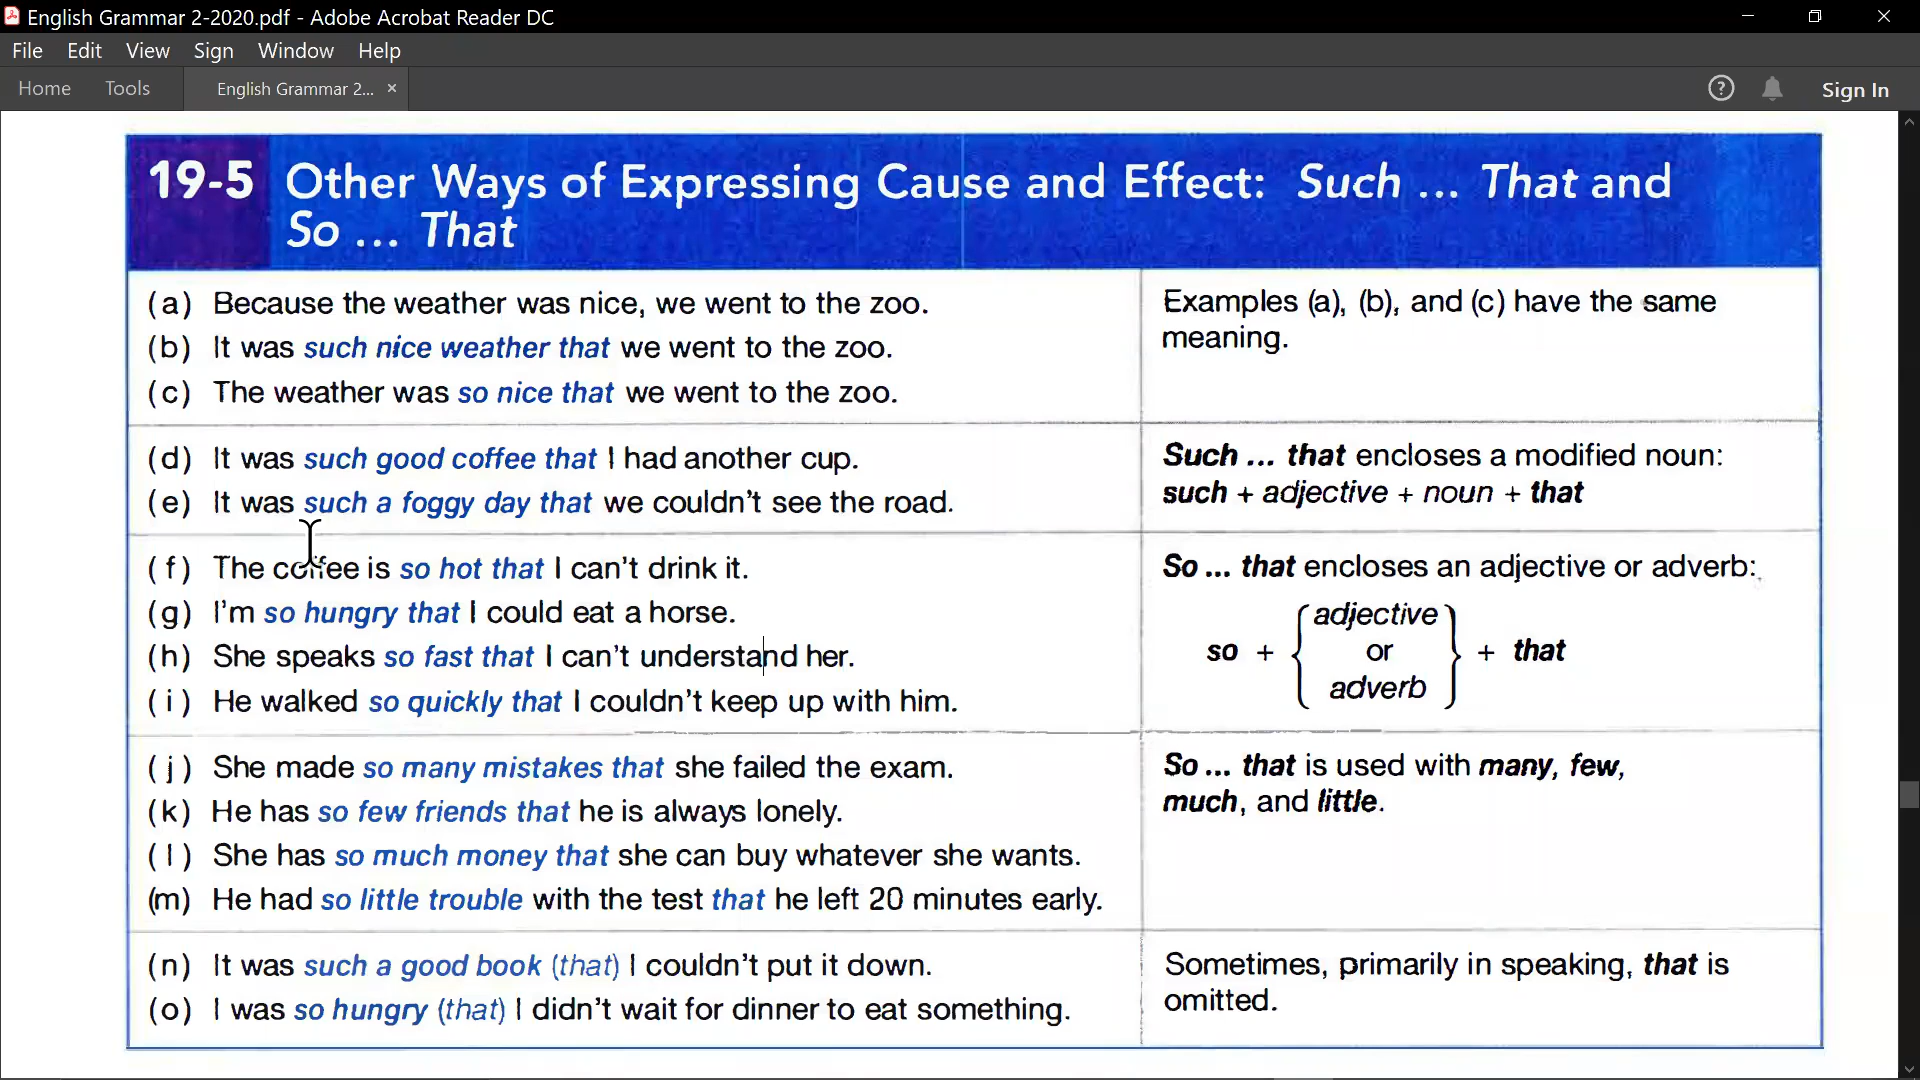 English Grammar 2-2020.pdf - Adobe Acrobat Reader DC
File Edit View Sign Window Help
Home Tools English Grammar 2... × Sign In
19-5 Other Ways of Expressing Cause and Effect: Such ... That and
So ... That
(a) Because the weather was nice, we went to the zoo.
(b) It was such nice weather that we went to the zoo.
(c) The weather was so nice that we went to the zoo.
Examples (a), (b), and (c) have the same
meaning.
(d) It was such good coffee that I had another cup.
(e) It was such a foggy day that we couldn't see the road.
Such ... that encloses a modified noun:
such + adjective + noun + that
(f) The coffee is so hot that I can't drink it.
(g) I'm so hungry that I could eat a horse.
(h) She speaks so fast that I can't understand her.
(i) He walked so quickly that I couldn't keep up with him.
So ... that encloses an adjective or adverb:
adjective
so + { or } + that
adverb
(j) She made so many mistakes that she failed the exam.
(k) He has so few friends that he is always lonely.
(l) She has so much money that she can buy whatever she wants.
(m) He had so little trouble with the test that he left 20 minutes early.
So ... that is used with many, few,
much, and little.
(n) It was such a good book (that) I couldn't put it down.
(o) I was so hungry (that) I didn't wait for dinner to eat something.
Sometimes, primarily in speaking, that is
omitted.